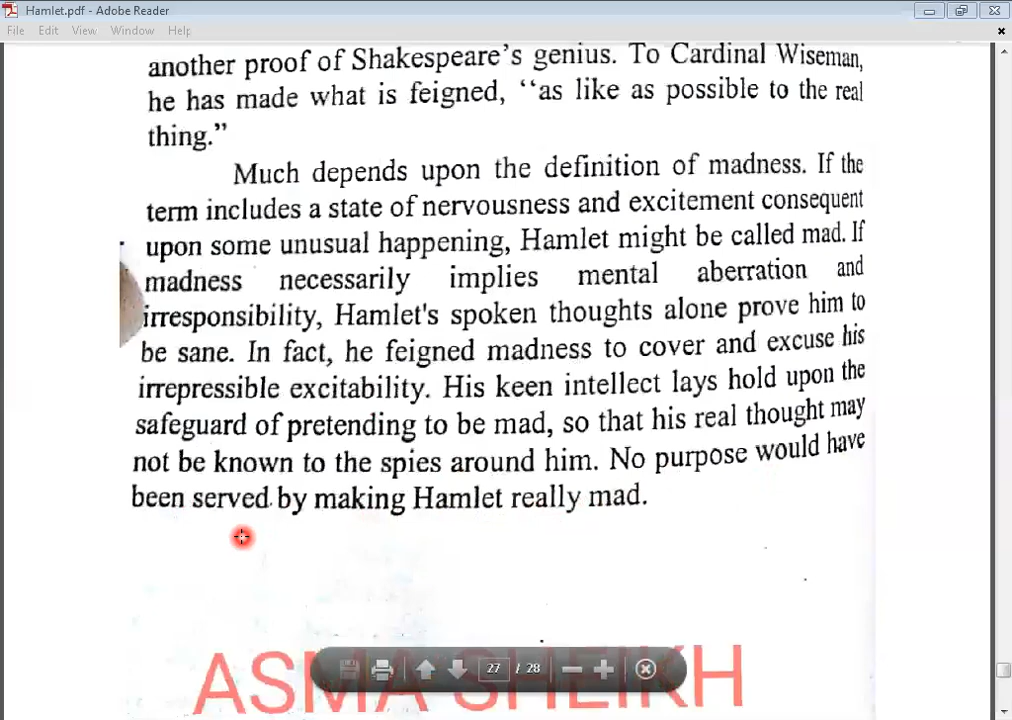 Hamlet.pdf - Adobe Reader
File Edit View Window Help
another proof of Shakespeare's genius. To Cardinal Wiseman,
he has made what is feigned, “as like as possible to the real
thing.”
Much depends upon the definition of madness. If the
term includes a state of nervousness and excitement consequent
upon some unusual happening, Hamlet might be called mad. If
madness necessarily implies mental aberration and
irresponsibility, Hamlet's spoken thoughts alone prove him to
be sane. In fact, he feigned madness to cover and excuse his
irrepressible excitability. His keen intellect lays hold upon the
safeguard of pretending to be mad, so that his real thought may
not be known to the spies around him. No purpose would have
been served by making Hamlet really mad.
ASMA SHEIKH
27 / 28